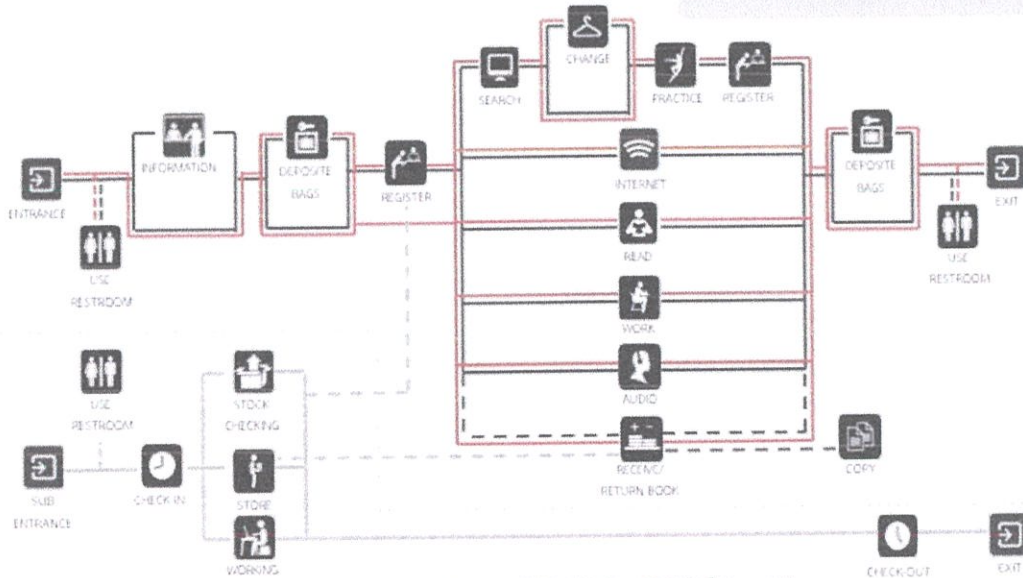 CHANGE
SEARCH
PRACTICE
REGISTER
INFORMATION
DEPOSITE
BAGS
REGISTER
INTERNET
DEPOSITE
BAGS
ENTRANCE
EXIT
USE
RESTROOM
READ
USE
RESTROOM
WORK
AUDIO
USE
RESTROOM
STOCK
CHECKING
RECEIVC/
RETURN BOOK
COPY
SUB
ENTRANCE
CHECK-IN
STORE
WORKING
CHECK-OUT
EXIT